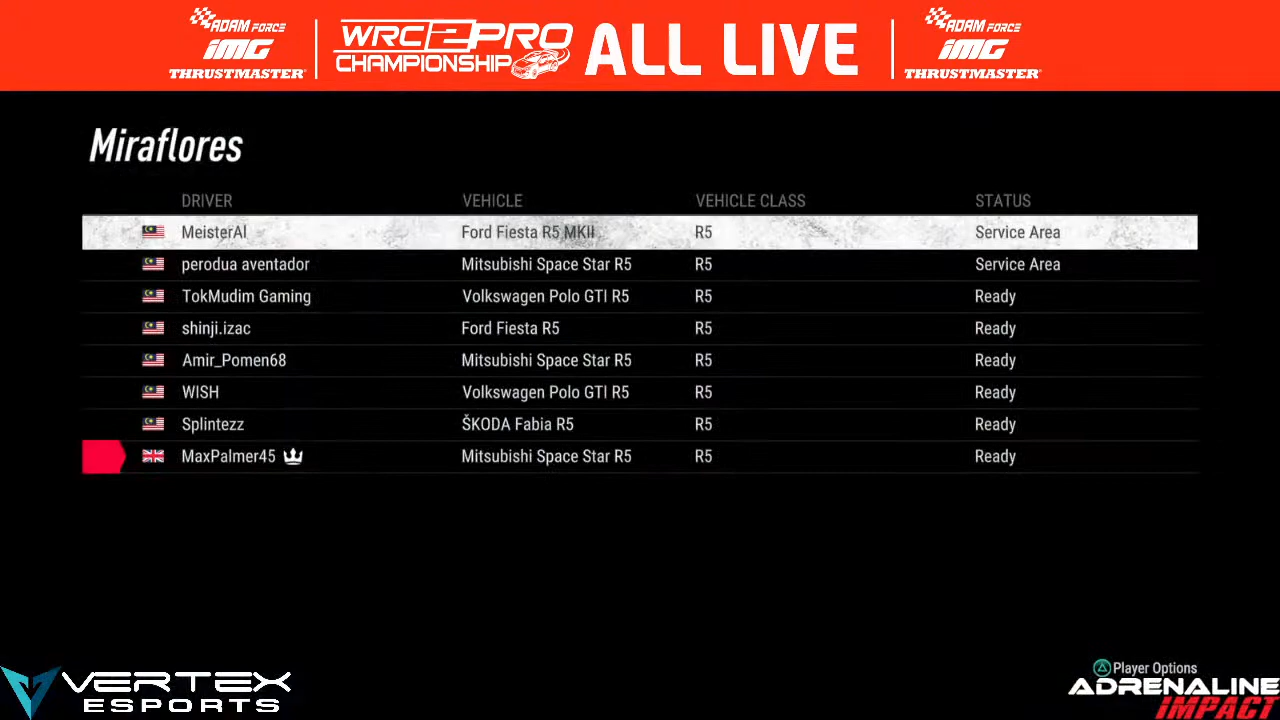 ADAM FORCE
iMG
THRUSTMASTER
WRC 2 PRO
CHAMPIONSHIP
ALL LIVE
ADAM FORCE
iMG
THRUSTMASTER
Miraflores
DRIVER VEHICLE VEHICLE CLASS STATUS
MeisterAl Ford Fiesta R5 MKII R5 Service Area
perodua aventador Mitsubishi Space Star R5 R5 Service Area
TokMudim Gaming Volkswagen Polo GTI R5 R5 Ready
shinji.izac Ford Fiesta R5 R5 Ready
Amir_Pomen68 Mitsubishi Space Star R5 R5 Ready
WISH Volkswagen Polo GTI R5 R5 Ready
Splintezz ŠKODA Fabia R5 R5 Ready
MaxPalmer45 Mitsubishi Space Star R5 R5 Ready
Player Options
VERTEX
ESPORTS
ADRENALINE
IMPACT